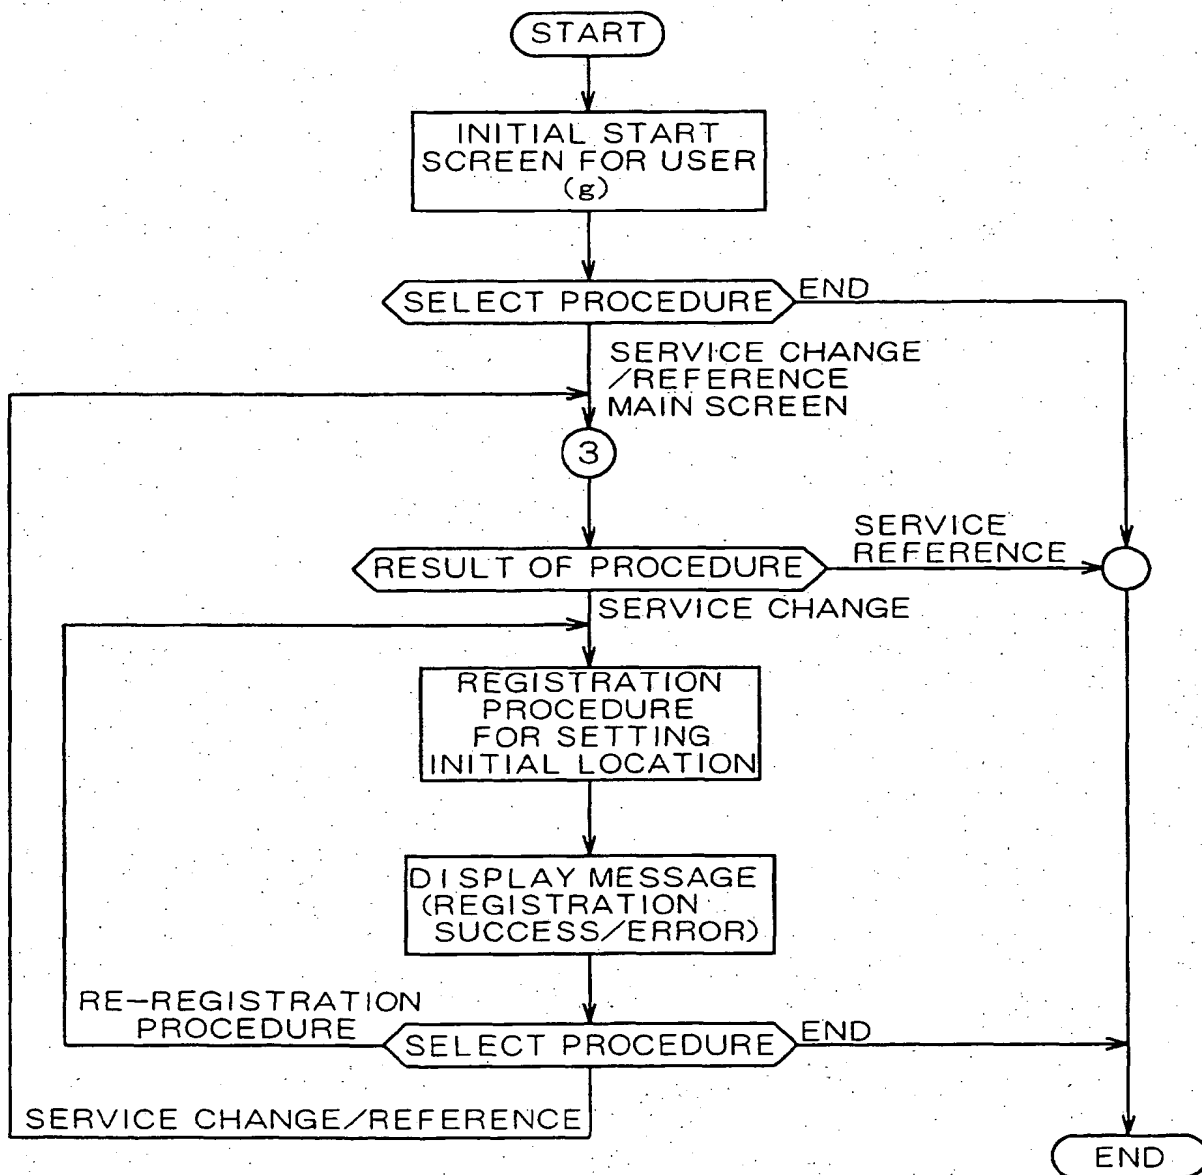 START
INITIAL START
SCREEN FOR USER
(g)
SELECT PROCEDURE
END
SERVICE CHANGE
/REFERENCE
MAIN SCREEN
3
RESULT OF PROCEDURE
SERVICE
REFERENCE
SERVICE CHANGE
REGISTRATION
PROCEDURE
FOR SETTING
INITIAL LOCATION
DISPLAY MESSAGE
(REGISTRATION
SUCCESS/ERROR)
RE-REGISTRATION
PROCEDURE
SELECT PROCEDURE
END
SERVICE CHANGE/REFERENCE
END